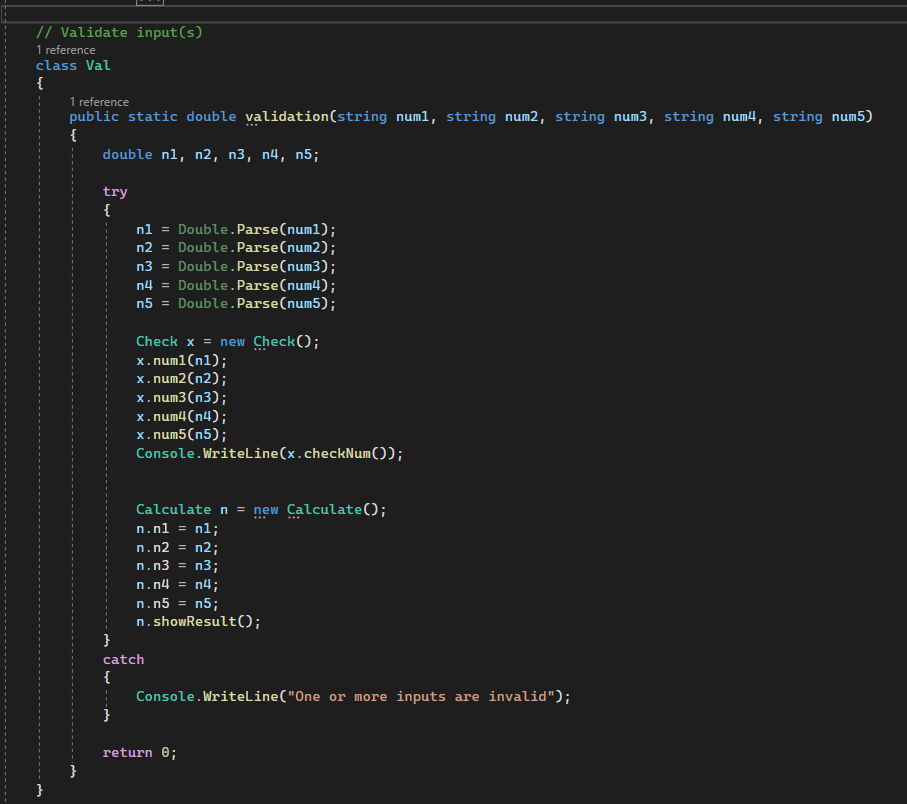 // Validate input(s)
1 reference
class Val
{
1 reference
public static double validation(string num1, string num2, string num3, string num4, string num5)
{
double n1, n2, n3, n4, n5;
try
{
n1 = Double.Parse(num1);
n2 = Double.Parse(num2);
n3 = Double.Parse(num3);
n4 = Double.Parse(num4);
n5 = Double.Parse(num5);
Check x = new Check();
x.num1(n1);
x.num2(n2);
x.num3(n3);
x.num4(n4);
x.num5(n5);
Console.WriteLine(x.checkNum());
Calculate n = new Calculate();
n.n1 = n1;
n.n2 = n2;
n.n3 = n3;
n.n4 = n4;
n.n5 = n5;
n.showResult();
}
catch
{
Console.WriteLine("One or more inputs are invalid");
}
return 0;
}
}